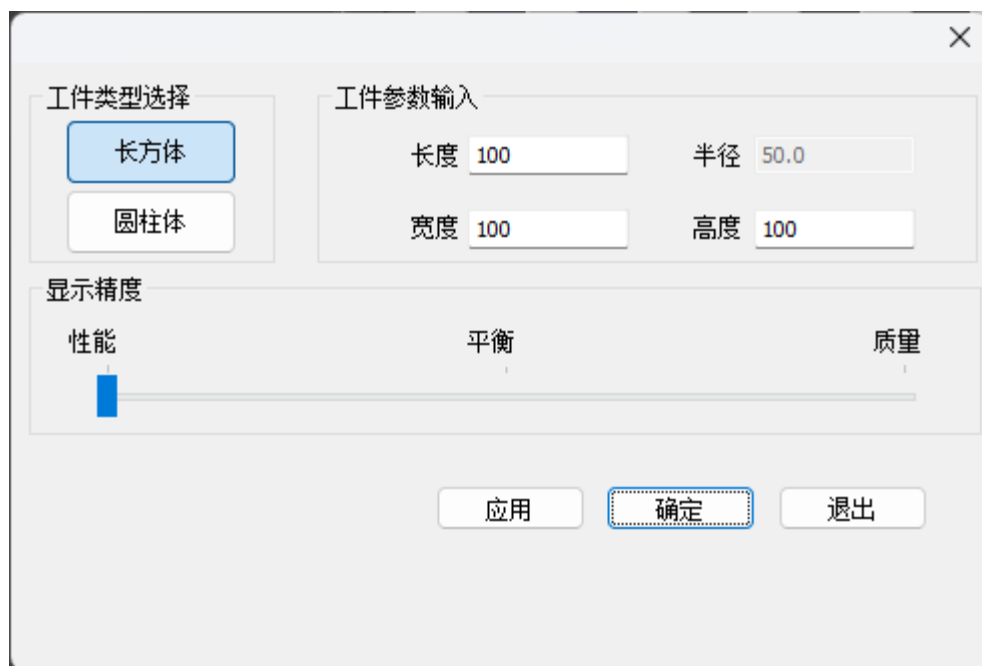 工件类型选择
长方体
圆柱体
工件参数输入
长度 100
半径 50.0
宽度 100
高度 100
显示精度
性能 平衡 质量
应用 确定 退出